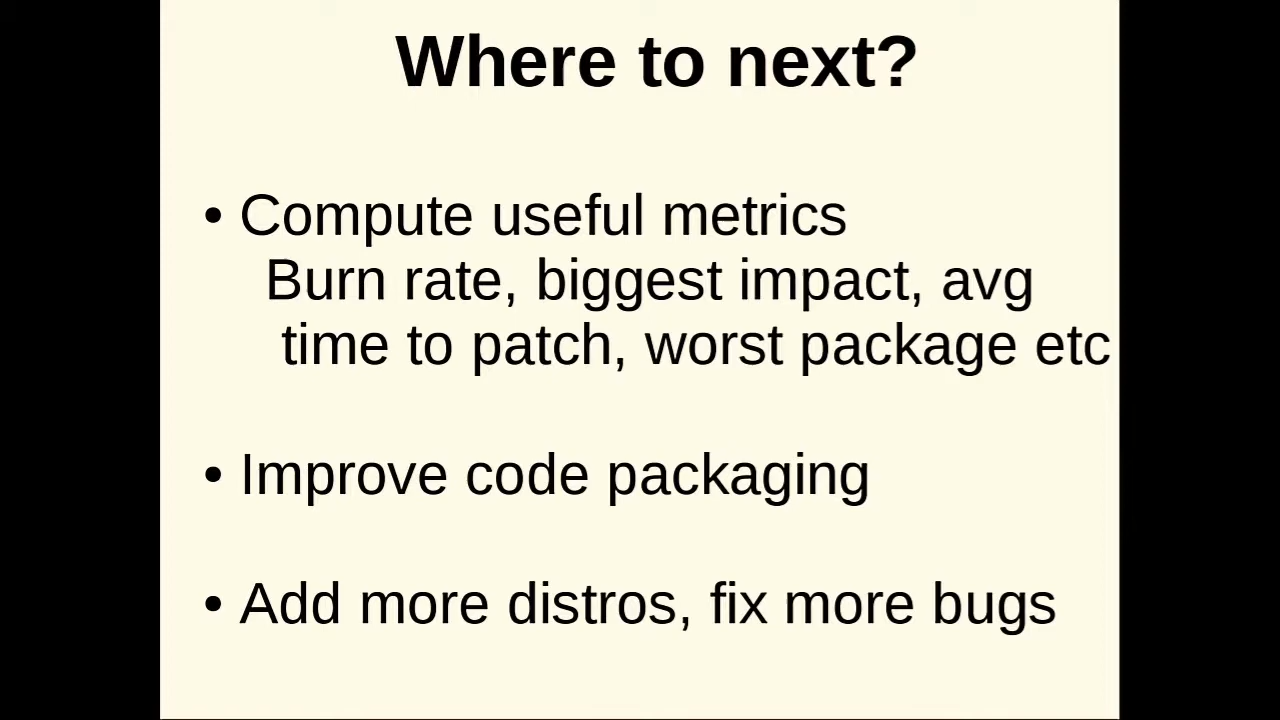 Where to next?
• Compute useful metrics
Burn rate, biggest impact, avg
time to patch, worst package etc
• Improve code packaging
• Add more distros, fix more bugs